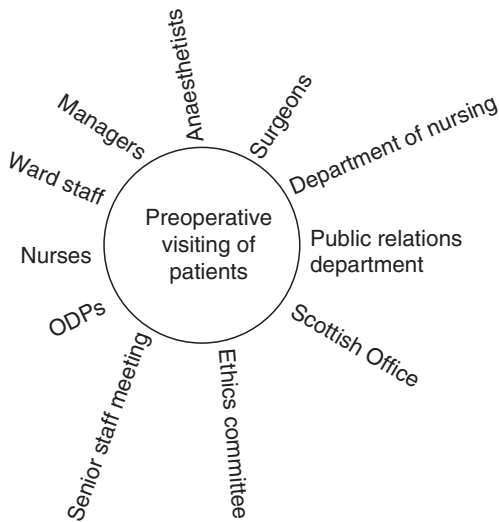 Anaesthetists
Surgeons
Department of nursing
Public relations
department
Scottish Office
Ethics committee
Senior staff meeting
ODPs
Nurses
Ward staff
Managers
Preoperative
visiting of
patients